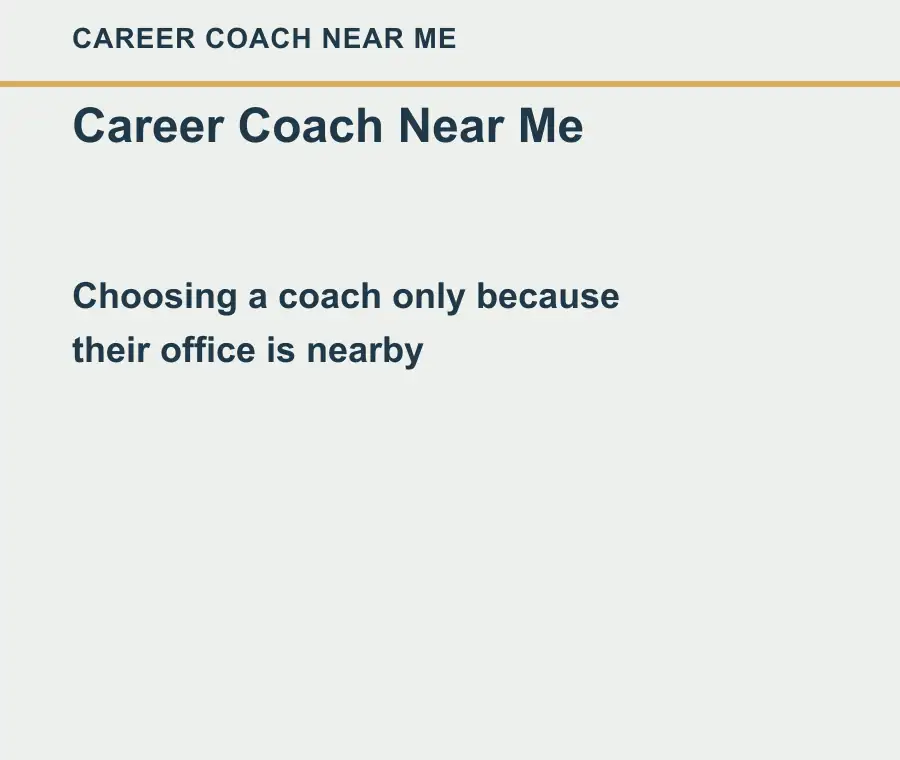 CAREER COACH NEAR ME
Career Coach Near Me
Choosing a coach only because
their office is nearby